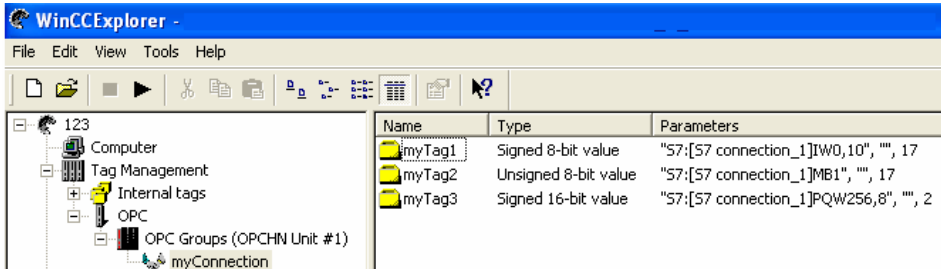 WinCCExplorer -
File Edit View Tools Help
123
Computer
Tag Management
Internal tags
OPC
OPC Groups (OPCHN Unit #1)
myConnection
Name Type Parameters
myTag1 Signed 8-bit value "S7:[S7 connection_1]IW0,10", "", 17
myTag2 Unsigned 8-bit value "S7:[S7 connection_1]MB1", "", 17
myTag3 Signed 16-bit value "S7:[S7 connection_1]PQW256,8", "", 2